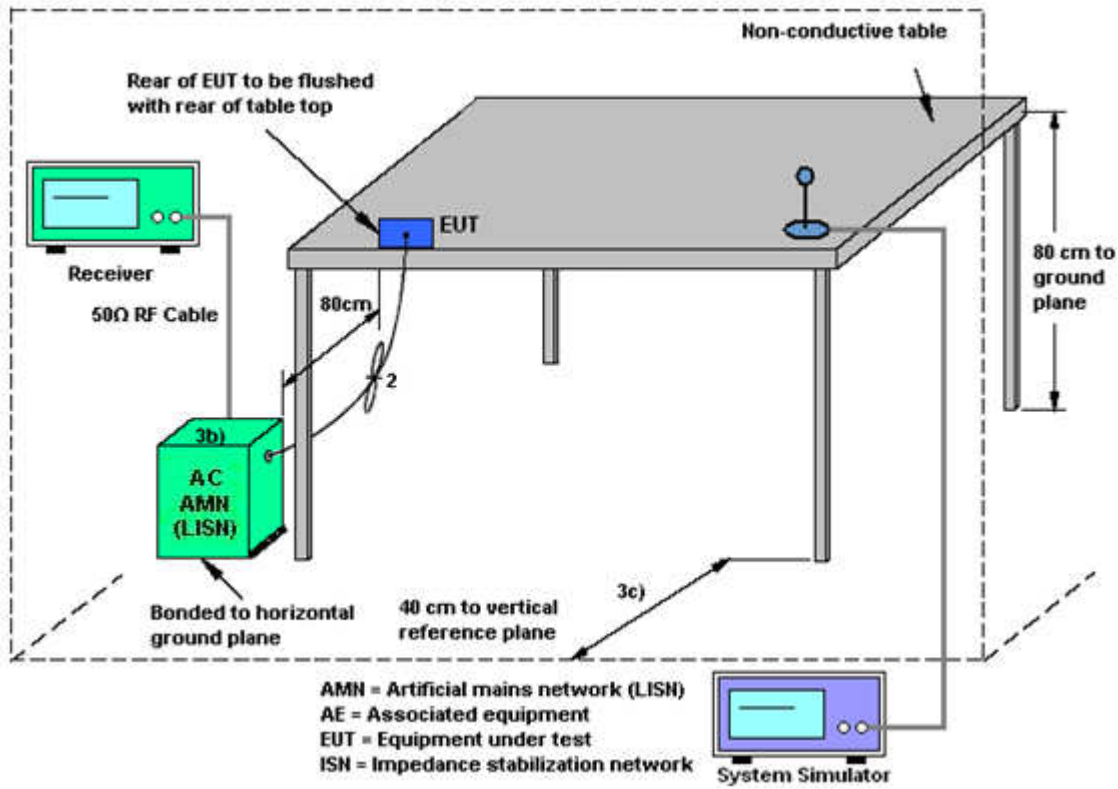 Non-conductive table
Rear of EUT to be flushed
with rear of table top
EUT
Receiver
80cm
80 cm to
ground
plane
50Ω RF Cable
2
3b)
AC
AMN
(LISN)
3c)
Bonded to horizontal
ground plane
40 cm to vertical
reference plane
AMN = Artificial mains network (LISN)
AE = Associated equipment
EUT = Equipment under test
ISN = Impedance stabilization network
System Simulator